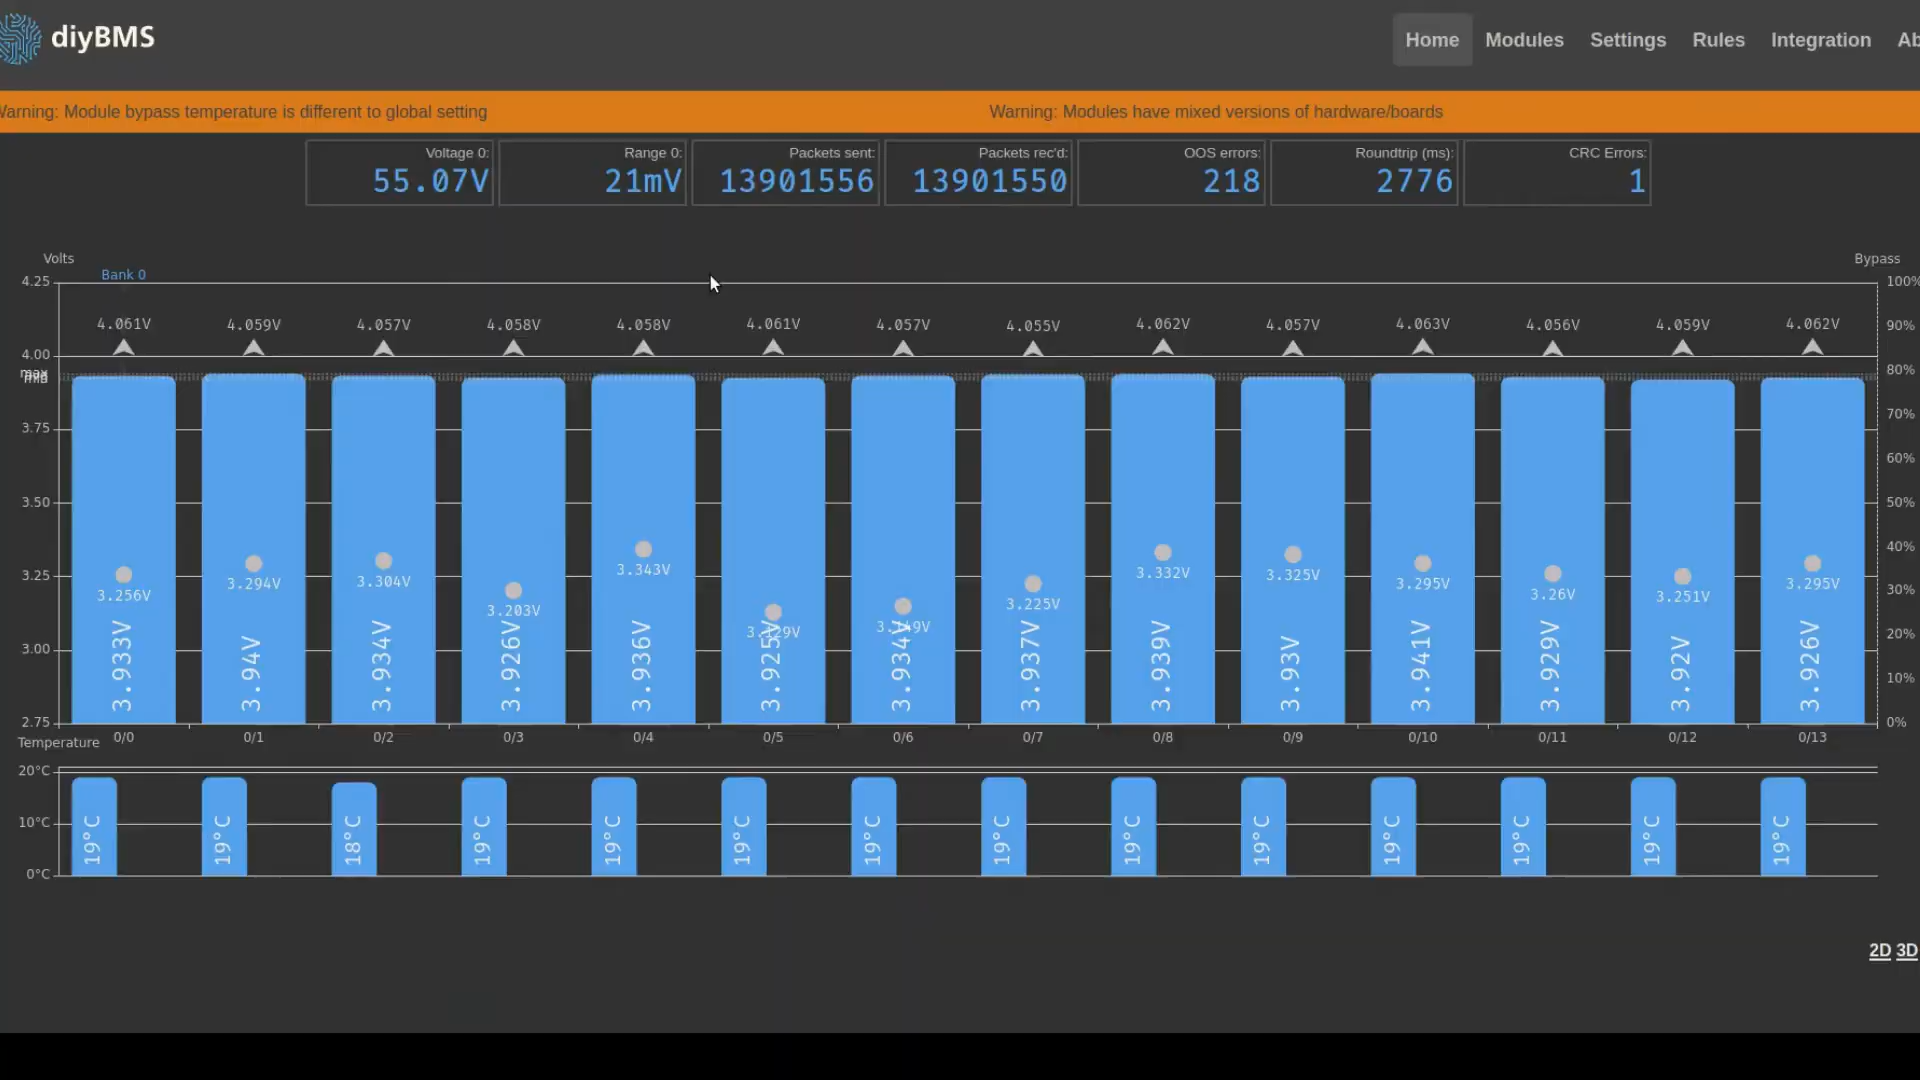 diyBMS
Home Modules Settings Rules Integration Ab
Warning: Module bypass temperature is different to global setting
Warning: Modules have mixed versions of hardware/boards
Voltage 0: Range 0: Packets sent: Packets rec'd: OOS errors: Roundtrip (ms): CRC Errors:
55.07V 21mV 13901556 13901550 218 2776 1
Volts Bypass
Bank 0
4.25 100%
4.061V 4.059V 4.057V 4.058V 4.058V 4.061V 4.057V 4.055V 4.062V 4.057V 4.063V 4.056V 4.059V 4.062V 90%
4.00
max 80%
3.75 70%
60%
3.50 50%
40%
3.25 30%
3.256V 3.294V 3.304V 3.203V 3.343V 3.129V 3.149V 3.225V 3.332V 3.325V 3.295V 3.26V 3.251V 3.295V
20%
3.00
3.933V 3.94V 3.934V 3.926V 3.936V 3.925V 3.934V 3.937V 3.939V 3.93V 3.941V 3.929V 3.92V 3.926V
10%
2.75 0%
0/0 0/1 0/2 0/3 0/4 0/5 0/6 0/7 0/8 0/9 0/10 0/11 0/12 0/13
Temperature
20°C
10°C
19°C 19°C 18°C 19°C 19°C 19°C 19°C 19°C 19°C 19°C 19°C 19°C 19°C 19°C
0°C
2D 3D